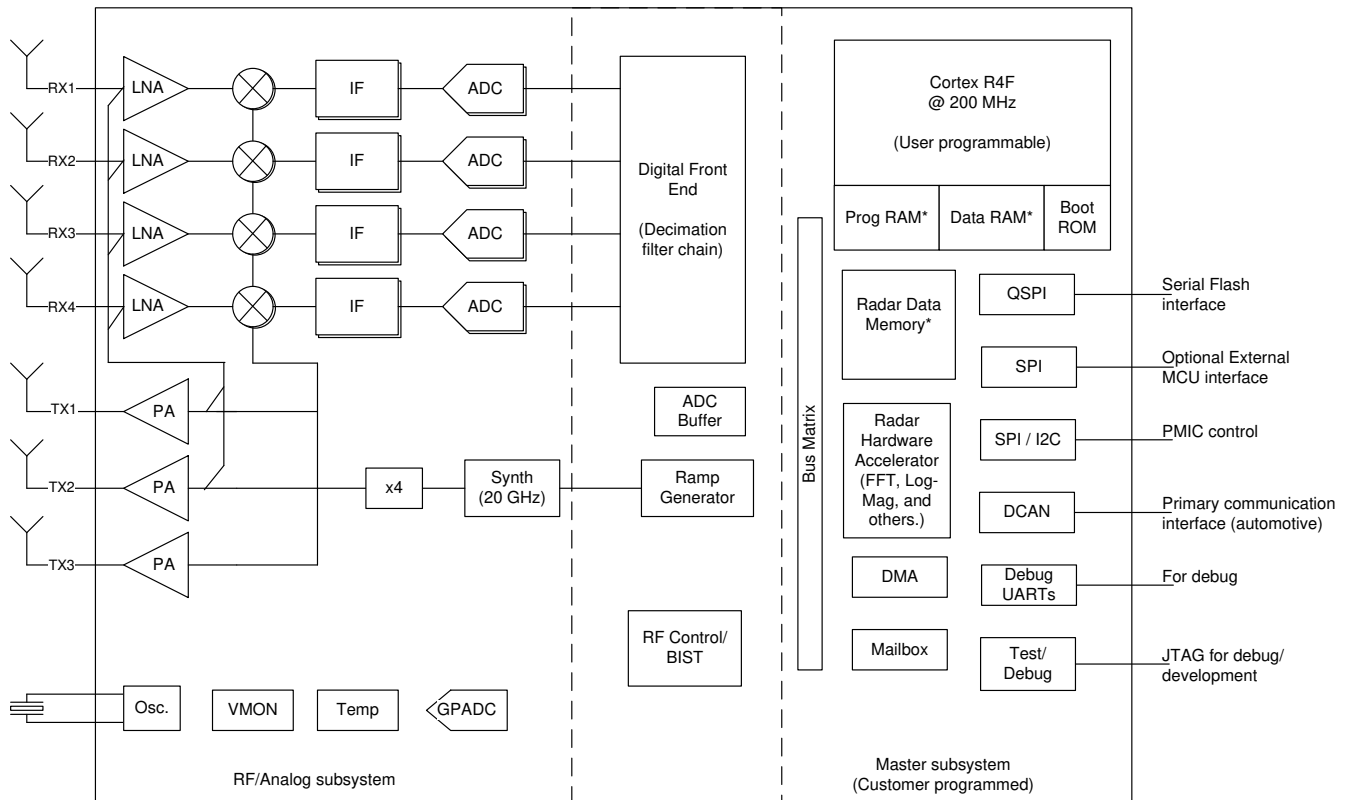 RX1
LNA
IF
ADC
RX2
LNA
IF
ADC
RX3
LNA
IF
ADC
RX4
LNA
IF
ADC
TX1
PA
TX2
PA
TX3
PA
x4
Synth
(20 GHz)
Osc.
VMON
Temp
GPADC
RF/Analog subsystem
Digital Front
End
(Decimation
filter chain)
ADC
Buffer
Ramp
Generator
RF Control/
BIST
Bus Matrix
Cortex R4F
@ 200 MHz
(User programmable)
Prog RAM*
Data RAM*
Boot
ROM
Radar Data
Memory*
Radar
Hardware
Accelerator
(FFT, Log-
Mag, and
others.)
DMA
Mailbox
QSPI
Serial Flash
interface
SPI
Optional External
MCU interface
SPI / I2C
PMIC control
DCAN
Primary communication
interface (automotive)
Debug
UARTs
For debug
Test/
Debug
JTAG for debug/
development
Master subsystem
(Customer programmed)